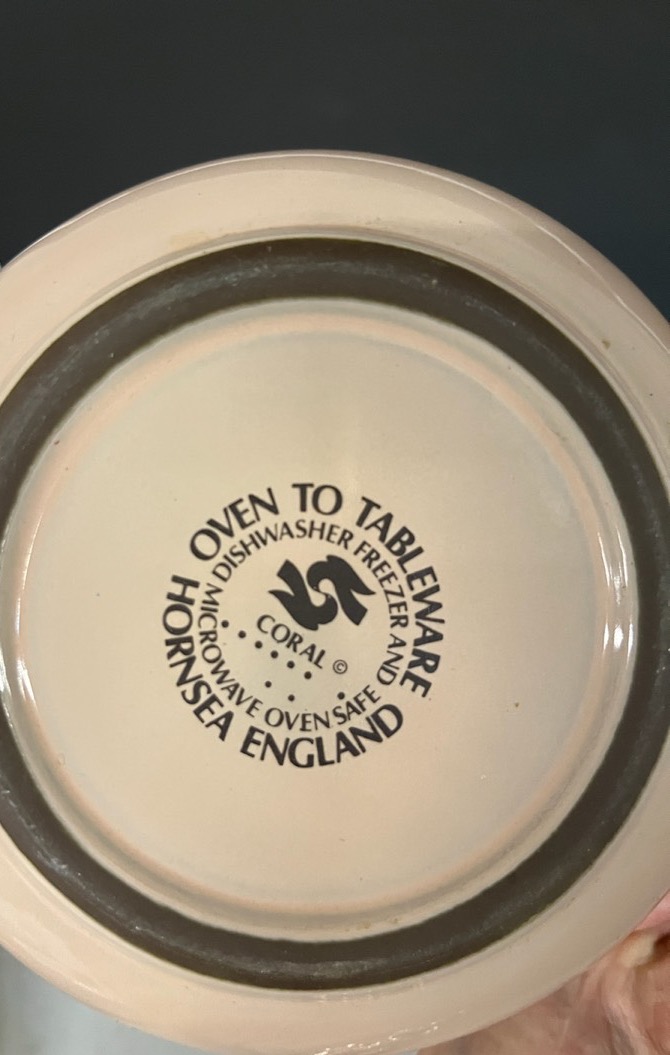 OVEN TO TABLEWARE
DISHWASHER FREEZER AND
MICROWAVE OVEN SAFE
CORAL ©
HORNSEA ENGLAND